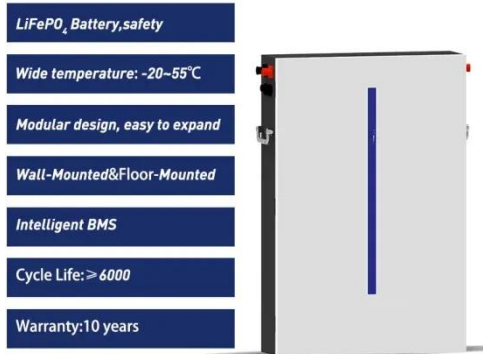 LiFePO₄ Battery,safety
Wide temperature: -20~55℃
Modular design, easy to expand
Wall-Mounted&Floor-Mounted
Intelligent BMS
Cycle Life:≥6000
Warranty:10 years